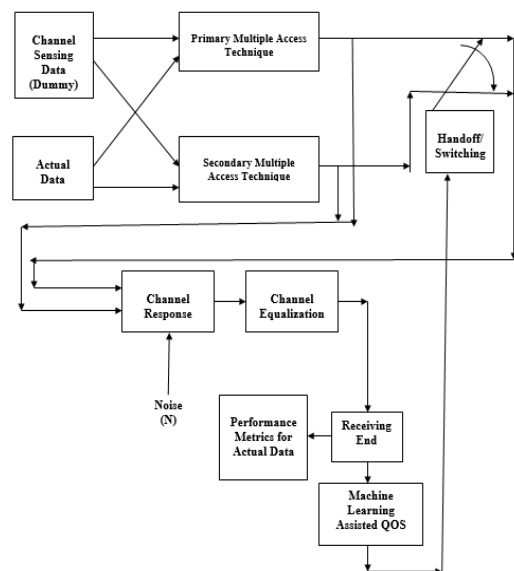 Channel
Sensing
Data
(Dummy)
Primary Multiple Access
Technique
Actual
Data
Secondary Multiple
Access Technique
Handoff/
Switching
Channel
Response
Channel
Equalization
Noise
(N)
Performance
Metrics for
Actual Data
Receiving
End
Machine
Learning
Assisted QOS